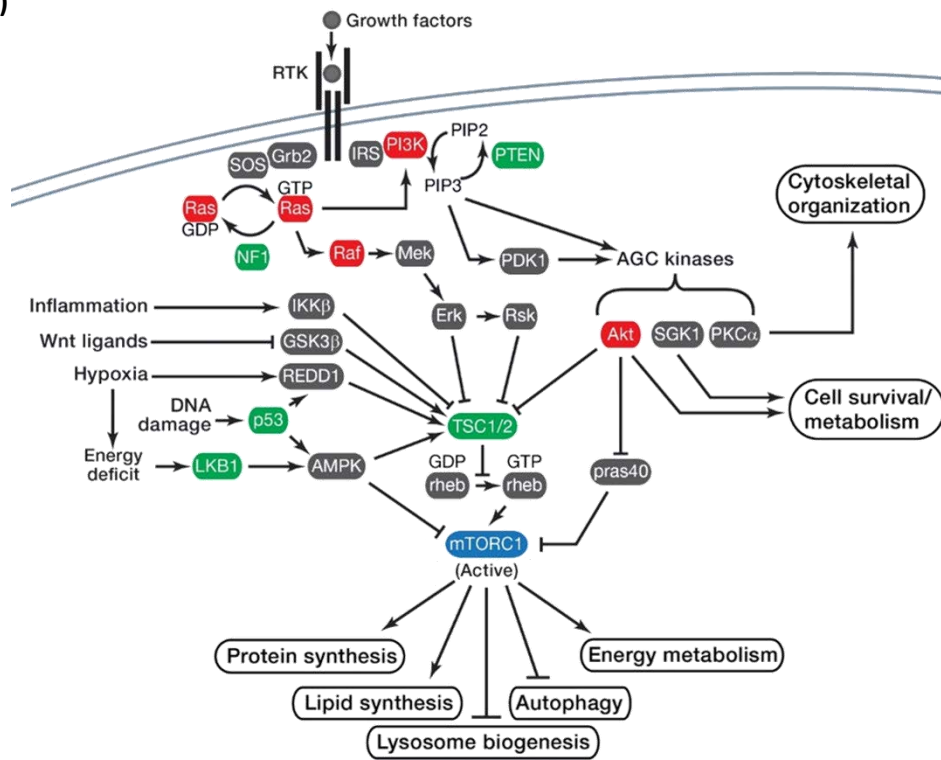 )
Growth factors
RTK
SOS
Grb2
IRS
PI3K
PIP2
PTEN
PIP3
Ras
GDP
GTP
Ras
NF1
Raf
Mek
PDK1
AGC kinases
Cytoskeletal
organization
Inflammation
IKKβ
Erk
Rsk
Akt
SGK1
PKCα
Wnt ligands
GSK3β
Hypoxia
REDD1
Cell survival/
metabolism
DNA
damage
p53
TSC1/2
Energy
deficit
LKB1
AMPK
GDP
rheb
GTP
rheb
pras40
mTORC1
(Active)
Protein synthesis
Energy metabolism
Lipid synthesis
Autophagy
Lysosome biogenesis